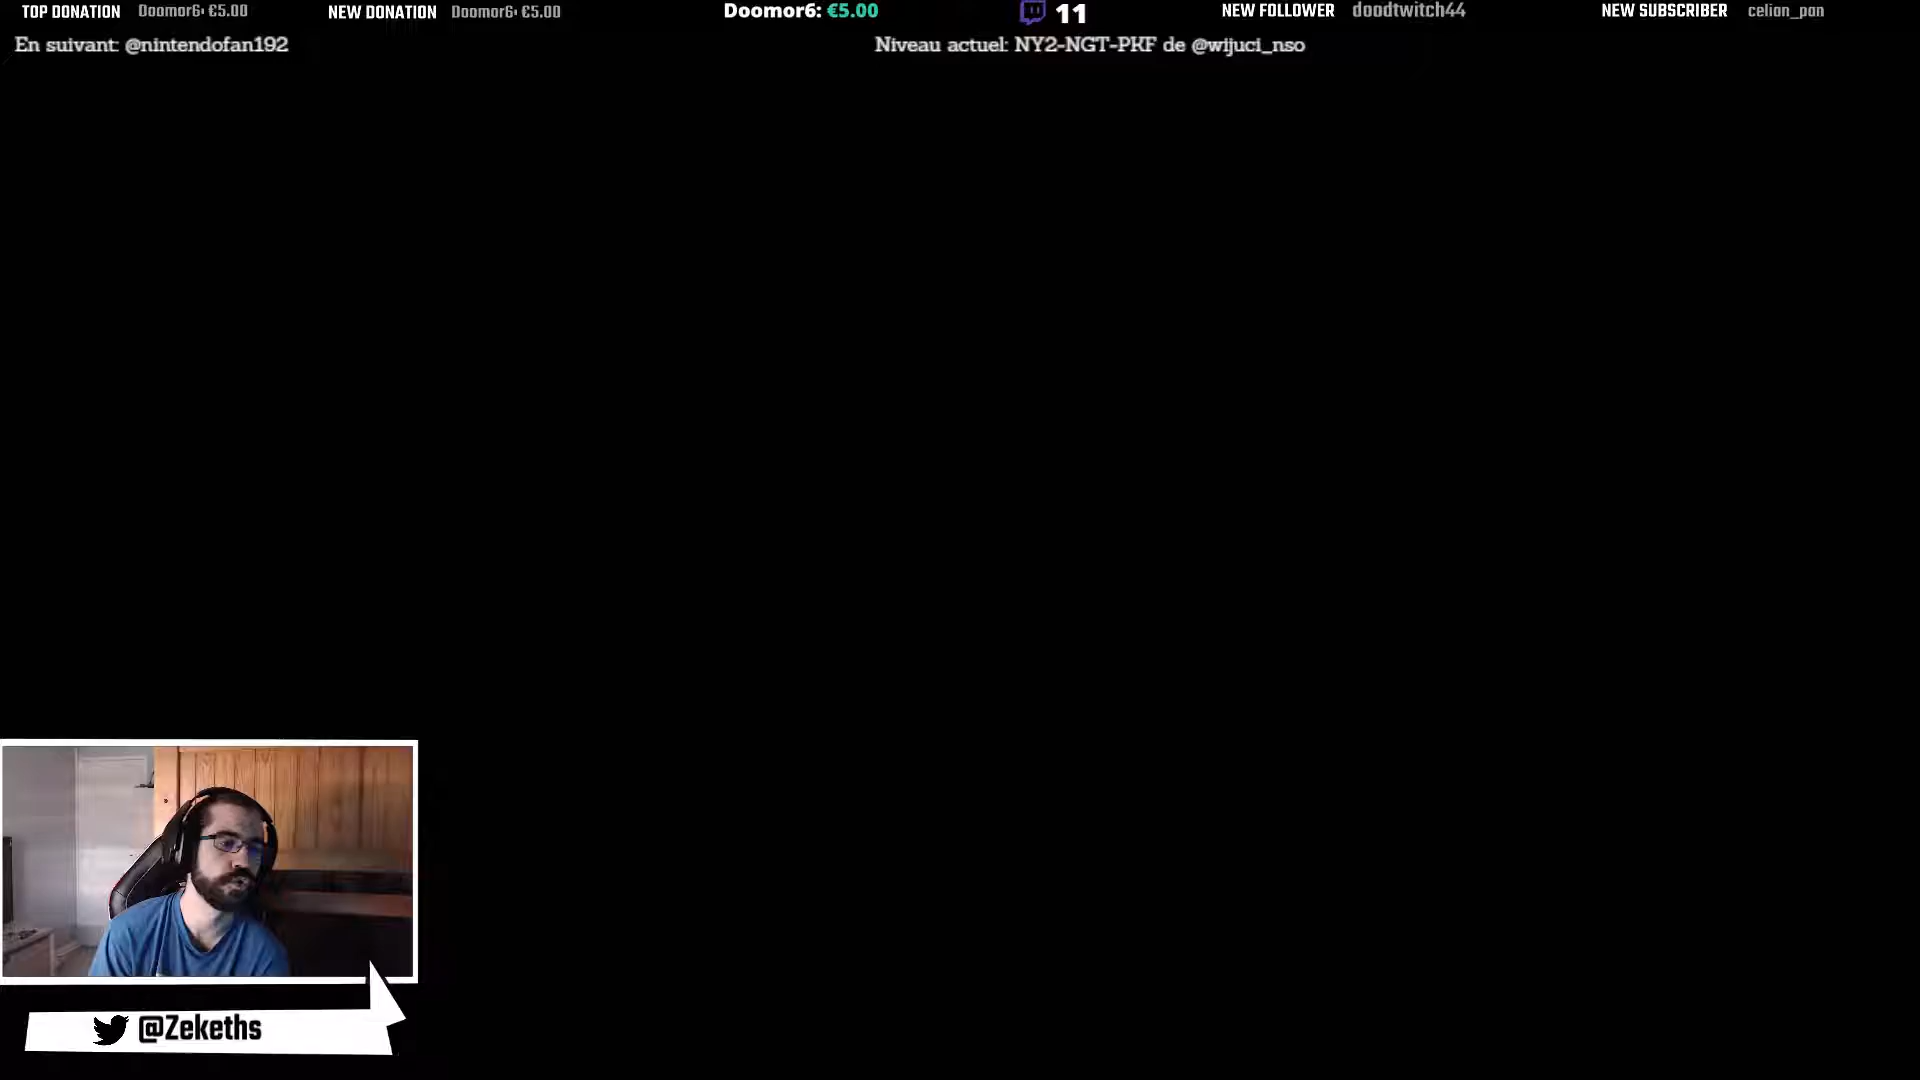 TOP DONATION Doomor6: €5.00 NEW DONATION Doomor6: €5.00 Doomor6: €5.00 11 NEW FOLLOWER doodtwitch44 NEW SUBSCRIBER celian_pan
En suivant: @nintendofan192 Niveau actuel: NY2-NGT-PKF de @wijuci_nso
@Zekeths